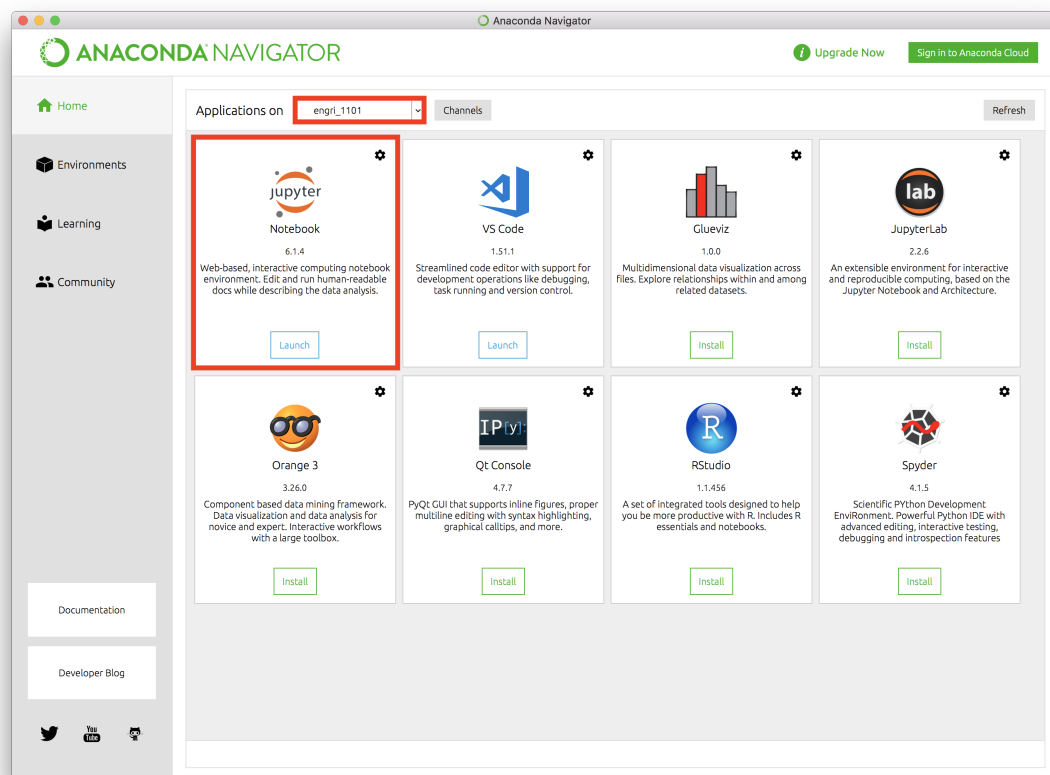 Anaconda Navigator
ANACONDA NAVIGATOR
i Upgrade Now
Sign in to Anaconda Cloud
Home
Environments
Learning
Community
Documentation
Developer Blog
You Tube
Applications on
engri_1101
Channels
Refresh
jupyter
Notebook
6.1.4
Web-based, interactive computing notebook
environment. Edit and run human-readable
docs while describing the data analysis.
Launch
VS Code
1.51.1
Streamlined code editor with support for
development operations like debugging,
task running and version control.
Launch
Glueviz
1.0.0
Multidimensional data visualization across
files. Explore relationships within and among
related datasets.
Install
lab
JupyterLab
2.2.6
An extensible environment for interactive
and reproducible computing, based on the
Jupyter Notebook and Architecture.
Install
Orange 3
3.26.0
Component based data mining framework.
Data visualization and data analysis for
novice and expert. Interactive workflows
with a large toolbox.
Install
IP[y]:
Qt Console
4.7.7
PyQt GUI that supports inline figures, proper
multiline editing with syntax highlighting,
graphical calltips, and more.
Install
R
RStudio
1.1.456
A set of integrated tools designed to help
you be more productive with R. Includes R
essentials and notebooks.
Install
Spyder
4.1.5
Scientific PYthon Development
EnviRonment. Powerful Python IDE with
advanced editing, interactive testing,
debugging and introspection features
Install